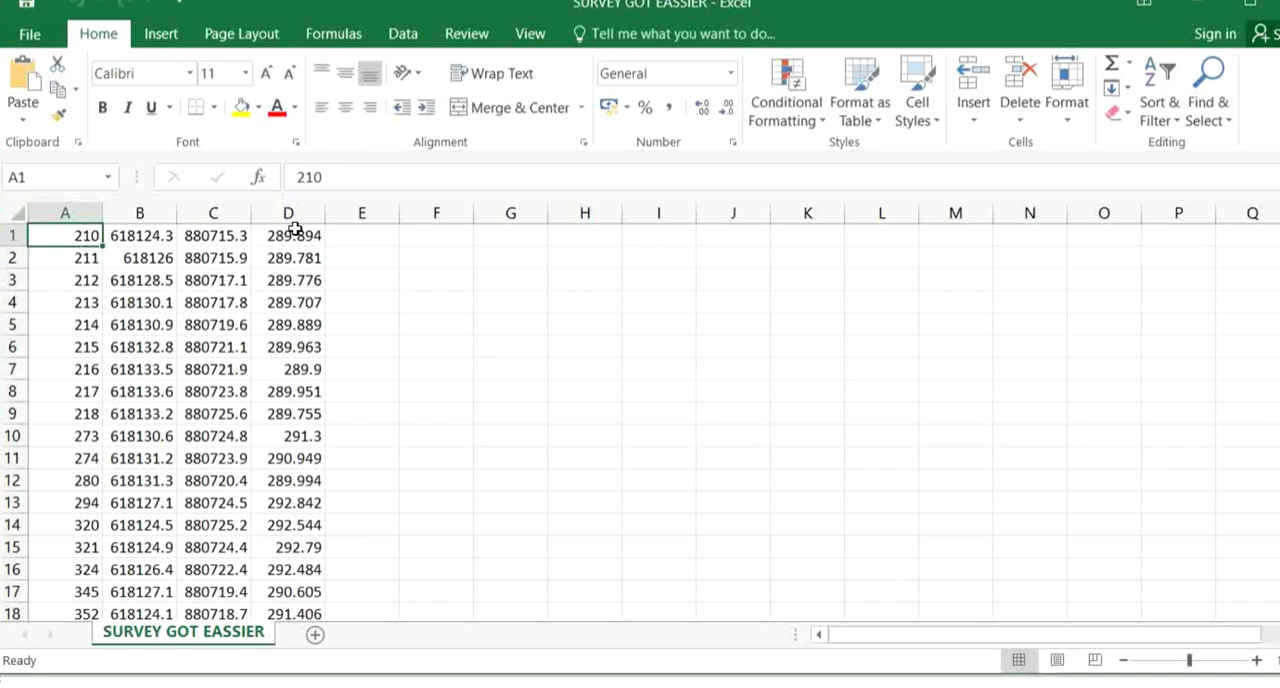 SURVEY GOT EASSIER - Excel
File Home Insert Page Layout Formulas Data Review View Tell me what you want to do... Sign in
Calibri 11 A A Wrap Text General
Paste B I U A Merge & Center % , Conditional Formatting Format as Table Cell Styles Insert Delete Format Sort & Filter Find & Select
Clipboard Font Alignment Number Styles Cells Editing
A1 fx 210
A B C D E F G H I J K L M N O P Q
1 210 618124.3 880715.3 289.894
2 211 618126 880715.9 289.781
3 212 618128.5 880717.1 289.776
4 213 618130.1 880717.8 289.707
5 214 618130.9 880719.6 289.889
6 215 618132.8 880721.1 289.963
7 216 618133.5 880721.9 289.9
8 217 618133.6 880723.8 289.951
9 218 618133.2 880725.6 289.755
10 273 618130.6 880724.8 291.3
11 274 618131.2 880723.9 290.949
12 280 618131.3 880720.4 289.994
13 294 618127.1 880724.5 292.842
14 320 618124.5 880725.2 292.544
15 321 618124.9 880724.4 292.79
16 324 618126.4 880722.4 292.484
17 345 618127.1 880719.4 290.605
18 352 618124.1 880718.7 291.406
SURVEY GOT EASSIER
Ready